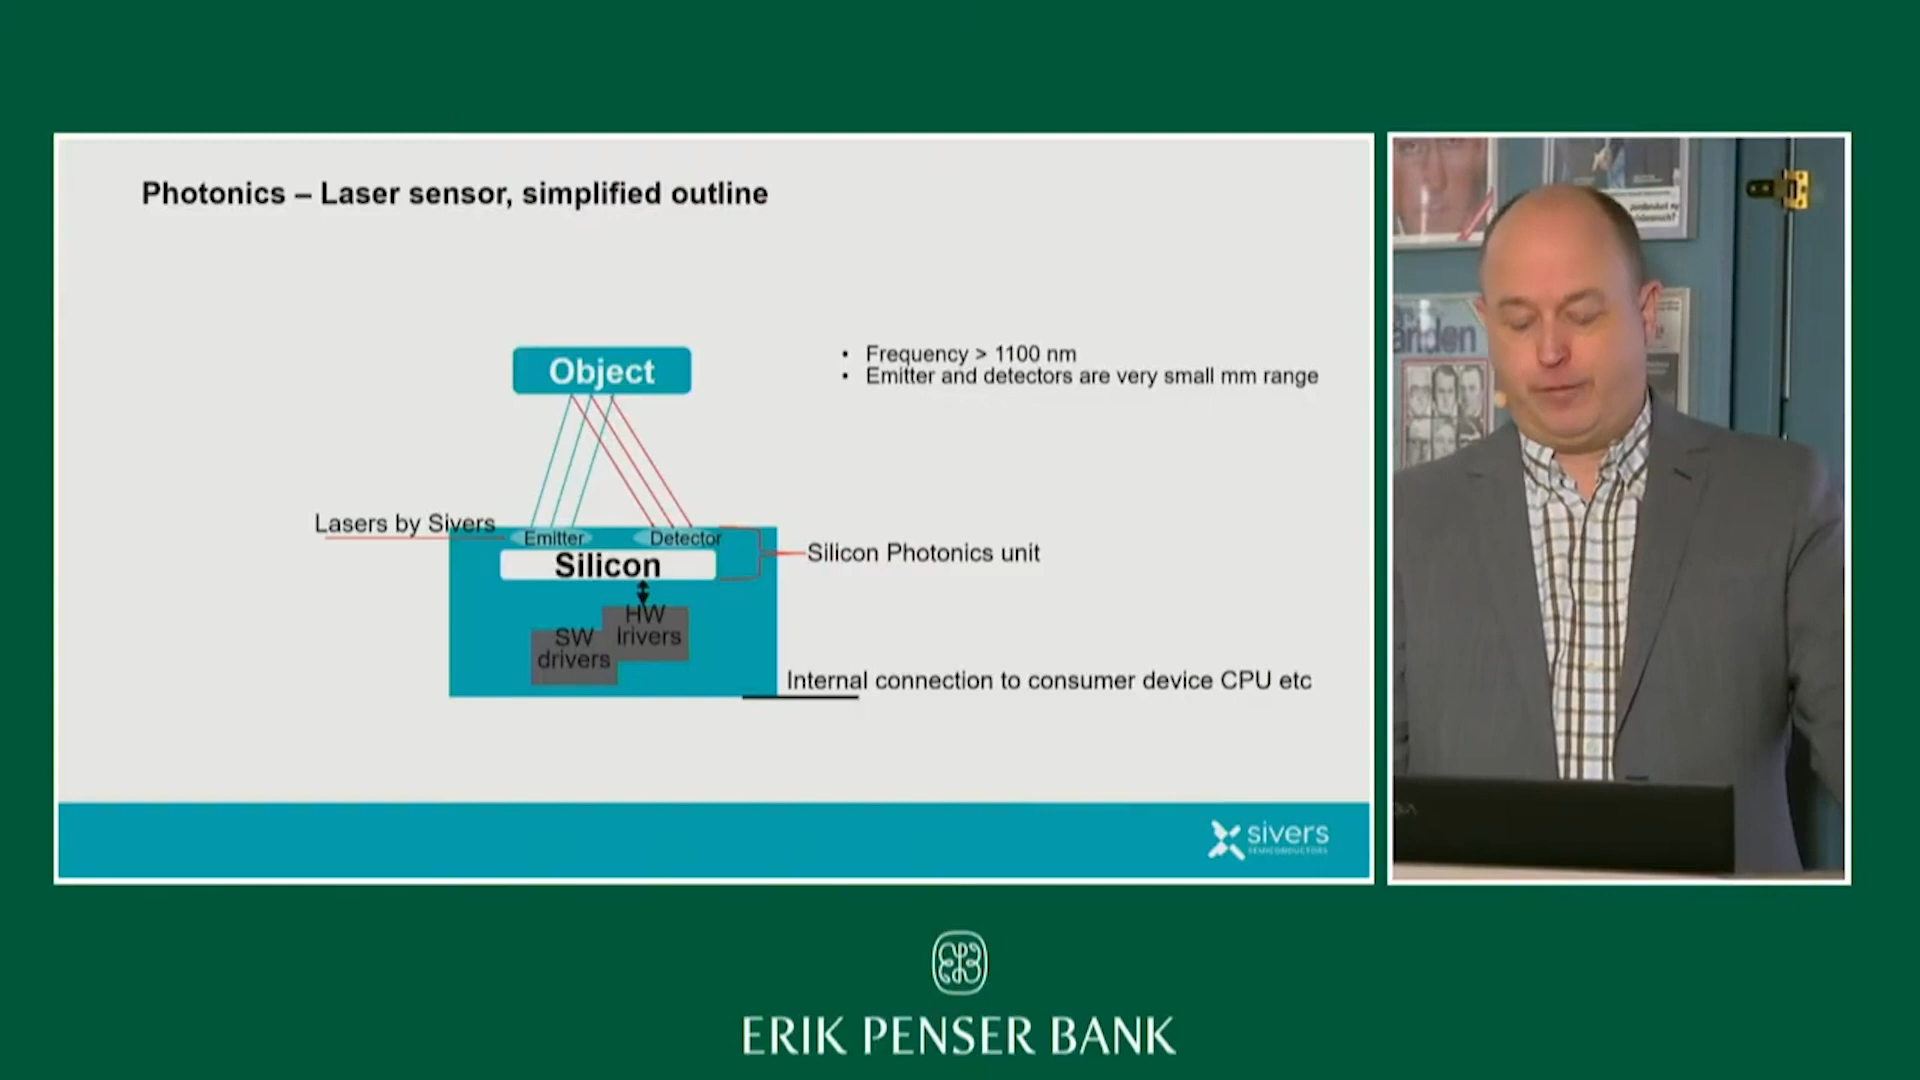 Photonics – Laser sensor, simplified outline
Object
• Frequency > 1100 nm
• Emitter and detectors are very small mm range
Lasers by Sivers
Emitter
Detector
Silicon
Silicon Photonics unit
HW
lrivers
SW
drivers
Internal connection to consumer device CPU etc
sivers
SEMICONDUCTORS
ERIK PENSER BANK